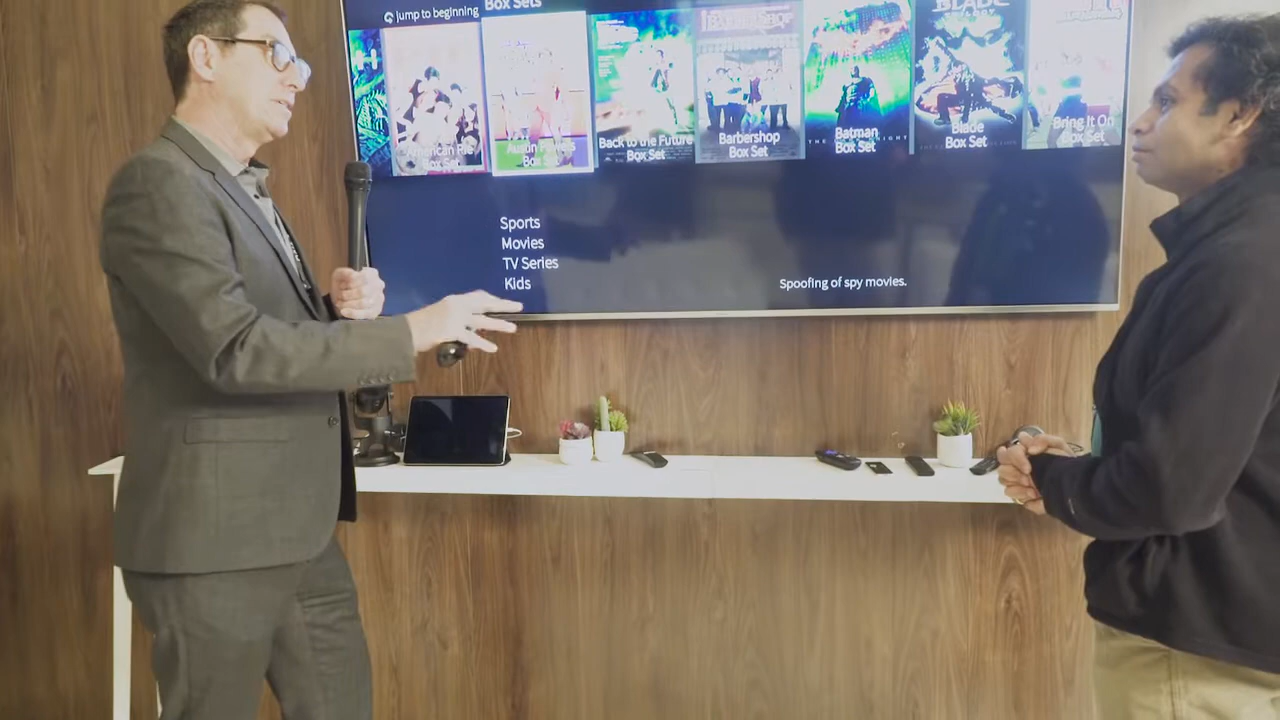 jump to beginning
Box Sets
American Pie
Box Set
Austin Powers
Box Set
Back to the Future
Box Set
Barbershop
Box Set
Batman
Box Set
BLADE
TRILOGY
Blade
Box Set
Bring It On
Box Set
Sports
Movies
TV Series
Kids
Spoofing of spy movies.